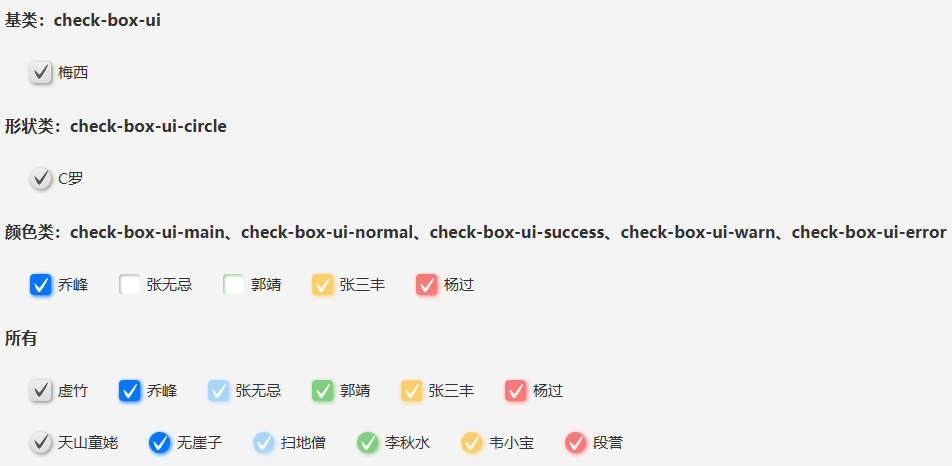 基类：check-box-ui
梅西
形状类：check-box-ui-circle
C罗
颜色类：check-box-ui-main、check-box-ui-normal、check-box-ui-success、check-box-ui-warn、check-box-ui-error
乔峰 张无忌 郭靖 张三丰 杨过
所有
虚竹 乔峰 张无忌 郭靖 张三丰 杨过
天山童姥 无崖子 扫地僧 李秋水 韦小宝 段誉